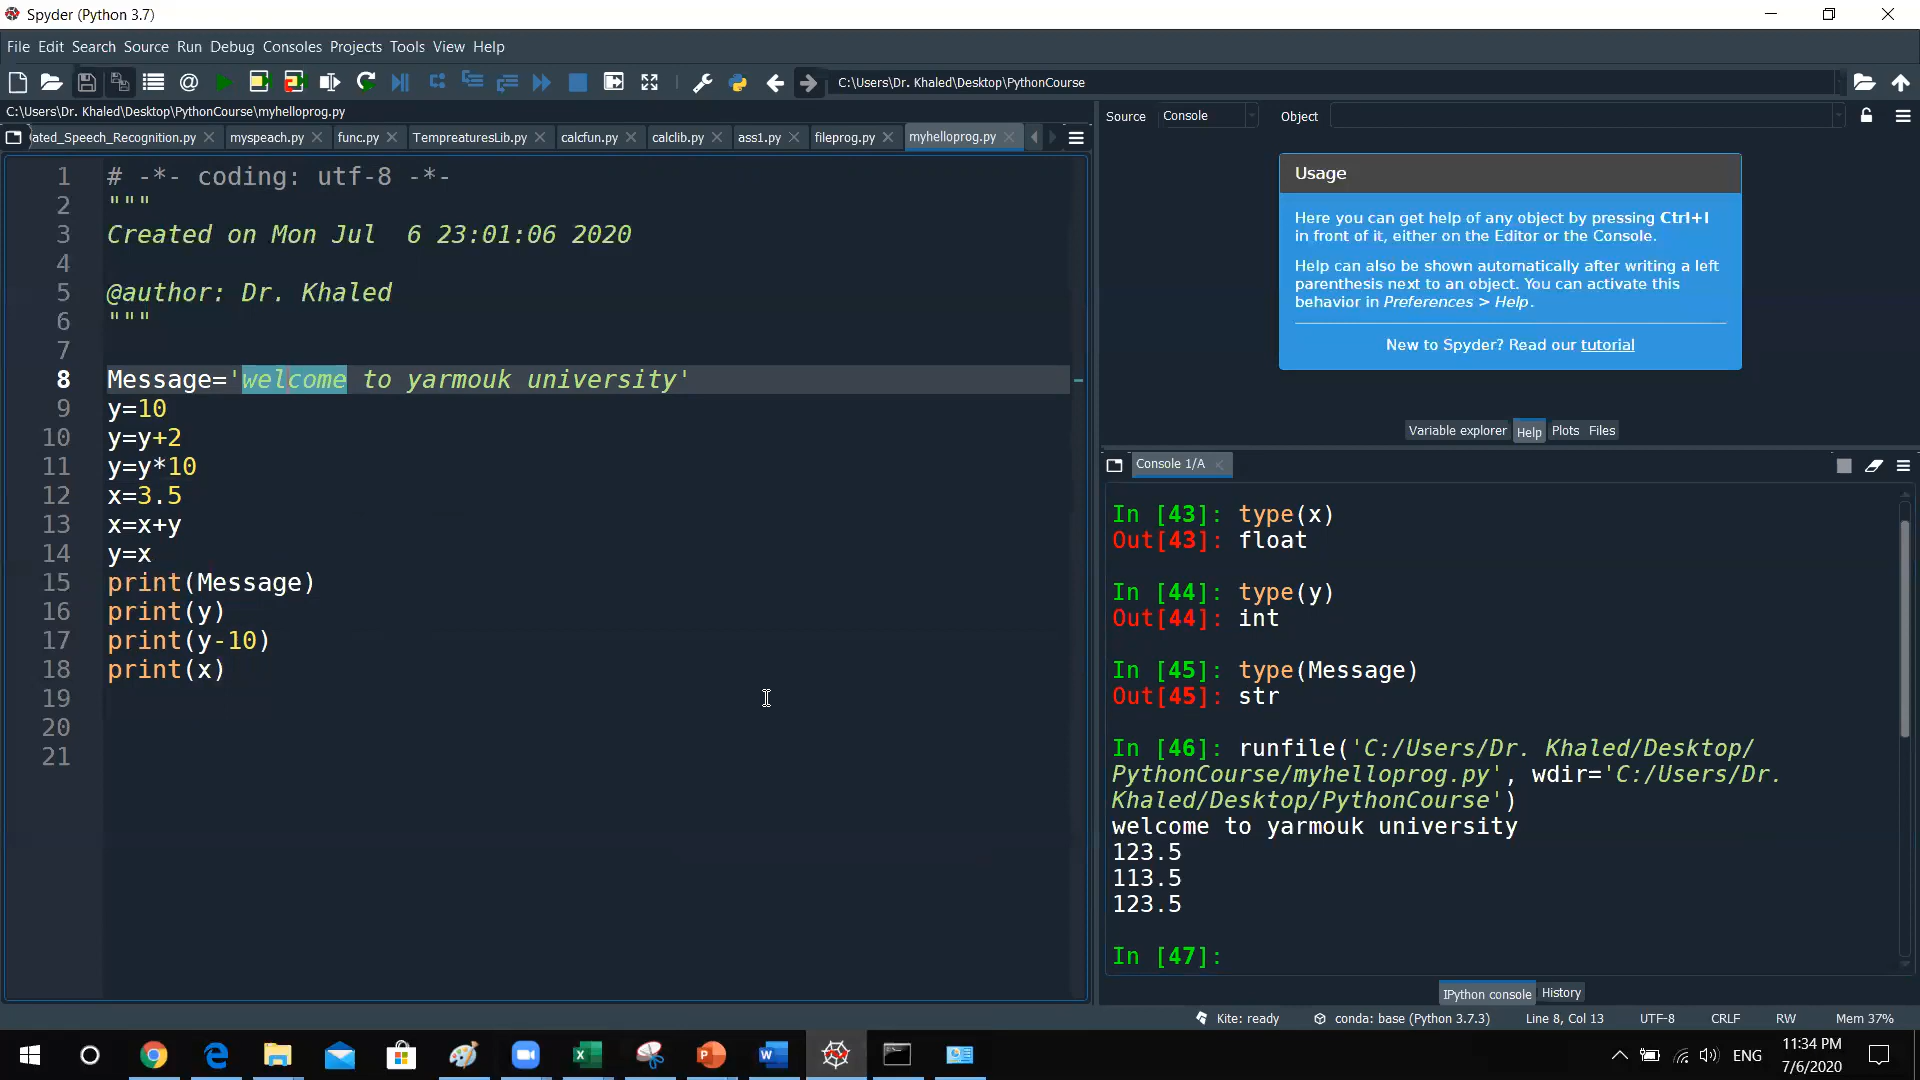 Spyder (Python 3.7)
File Edit Search Source Run Debug Consoles Projects Tools View Help
C:\Users\Dr. Khaled\Desktop\PythonCourse
C:\Users\Dr. Khaled\Desktop\PythonCourse\myhelloprog.py
ated_Speech_Recognition.py myspeach.py func.py TempreaturesLib.py calcfun.py calclib.py ass1.py fileprog.py myhelloprog.py
1 # -*- coding: utf-8 -*-
2 """
3 Created on Mon Jul  6 23:01:06 2020
4
5 @author: Dr. Khaled
6 """
7
8 Message='welcome to yarmouk university'
9 y=10
10 y=y+2
11 y=y*10
12 x=3.5
13 x=x+y
14 y=x
15 print(Message)
16 print(y)
17 print(y-10)
18 print(x)
19
20
21
Source Console Object
Usage
Here you can get help of any object by pressing Ctrl+I
in front of it, either on the Editor or the Console.
Help can also be shown automatically after writing a left
parenthesis next to an object. You can activate this
behavior in Preferences > Help.
New to Spyder? Read our tutorial
Variable explorer Help Plots Files
Console 1/A
In [43]: type(x)
Out[43]: float
In [44]: type(y)
Out[44]: int
In [45]: type(Message)
Out[45]: str
In [46]: runfile('C:/Users/Dr. Khaled/Desktop/
PythonCourse/myhelloprog.py', wdir='C:/Users/Dr.
Khaled/Desktop/PythonCourse')
welcome to yarmouk university
123.5
113.5
123.5
In [47]:
IPython console History
Kite: ready conda: base (Python 3.7.3) Line 8, Col 13 UTF-8 CRLF RW Mem 37%
ENG
11:34 PM
7/6/2020